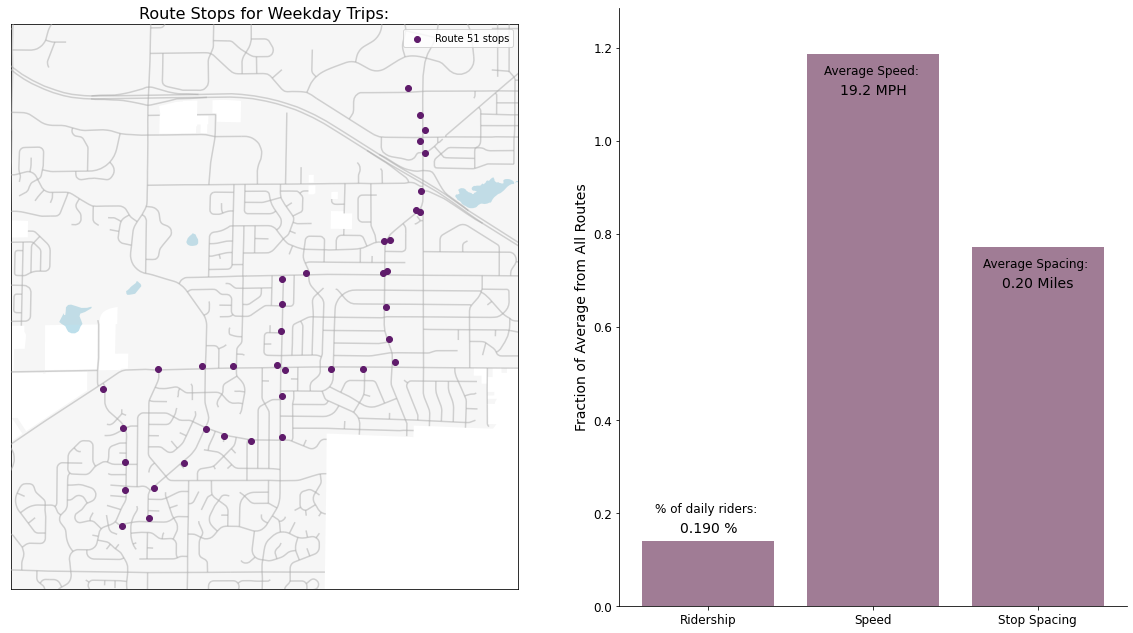 Route Stops for Weekday Trips:
Route 51 stops
Fraction of Average from All Routes
1.2
1.0
0.8
0.6
0.4
0.2
0.0
Average Speed:
19.2 MPH
Average Spacing:
0.20 Miles
% of daily riders:
0.190 %
Ridership
Speed
Stop Spacing